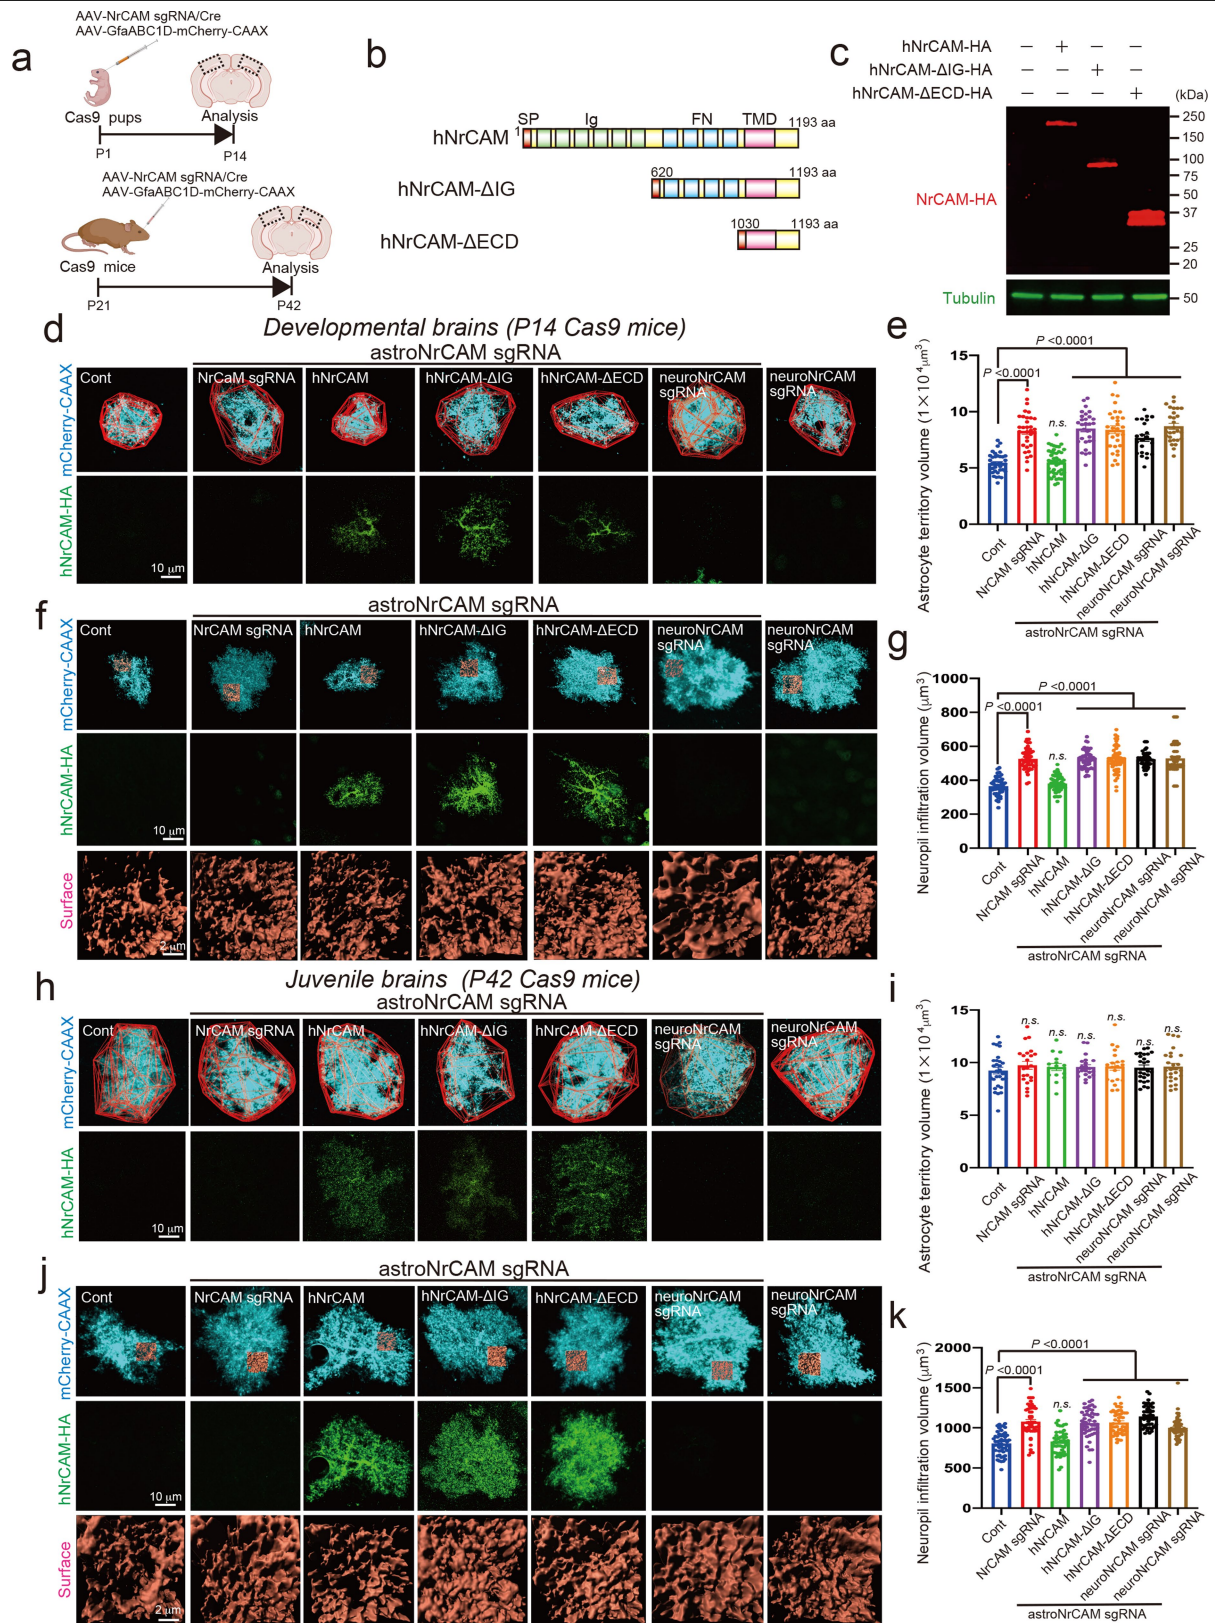 a
AAV-NrCAM sgRNA/Cre
AAV-GfaABC1D-mCherry-CAAX
Cas9 pups
Analysis
P1
P14
AAV-NrCAM sgRNA/Cre
AAV-GfaABC1D-mCherry-CAAX
Cas9 mice
Analysis
P21
P42
b
SP Ig FN TMD
hNrCAM 1 1193 aa
hNrCAM-ΔIG 620 1193 aa
hNrCAM-ΔECD 1030 1193 aa
c
hNrCAM-HA − + − −
hNrCAM-ΔIG-HA − − + −
hNrCAM-ΔECD-HA − − − +
(kDa)
250
150
100
75
50
37
25
20
NrCAM-HA
Tubulin
50
d
Developmental brains (P14 Cas9 mice)
astroNrCAM sgRNA
Cont NrCaM sgRNA hNrCAM hNrCAM-ΔIG hNrCAM-ΔECD neuroNrCAM sgRNA neuroNrCAM sgRNA
mCherry-CAAX
hNrCAM-HA
10 μm
e
Astrocyte territory volume (1×10⁴μm³)
15
10
5
0
P <0.0001
P <0.0001
n.s.
Cont
NrCAM sgRNA
hNrCAM
hNrCAM-ΔIG
hNrCAM-ΔECD
neuroNrCAM sgRNA
neuroNrCAM sgRNA
astroNrCAM sgRNA
f
astroNrCAM sgRNA
Cont NrCAM sgRNA hNrCAM hNrCAM-ΔIG hNrCAM-ΔECD neuroNrCAM sgRNA neuroNrCAM sgRNA
mCherry-CAAX
hNrCAM-HA
10 μm
Surface
2 μm
g
Neuropil infiltration volume (μm³)
1000
800
600
400
200
0
P <0.0001
P <0.0001
n.s.
Cont
NrCAM sgRNA
hNrCAM
hNrCAM-ΔIG
hNrCAM-ΔECD
neuroNrCAM sgRNA
neuroNrCAM sgRNA
astroNrCAM sgRNA
h
Juvenile brains (P42 Cas9 mice)
astroNrCAM sgRNA
Cont NrCAM sgRNA hNrCAM hNrCAM-ΔIG hNrCAM-ΔECD neuroNrCAM sgRNA neuroNrCAM sgRNA
mCherry-CAAX
hNrCAM-HA
10 μm
i
Astrocyte territory volume (1×10⁴μm³)
15
10
5
0
n.s. n.s. n.s. n.s. n.s. n.s.
Cont
NrCAM sgRNA
hNrCAM
hNrCAM-ΔIG
hNrCAM-ΔECD
neuroNrCAM sgRNA
neuroNrCAM sgRNA
astroNrCAM sgRNA
j
astroNrCAM sgRNA
Cont NrCAM sgRNA hNrCAM hNrCAM-ΔIG hNrCAM-ΔECD neuroNrCAM sgRNA neuroNrCAM sgRNA
mCherry-CAAX
hNrCAM-HA
10 μm
Surface
2 μm
k
Neuropil infiltration volume (μm³)
2000
1500
1000
500
0
P <0.0001
P <0.0001
n.s.
Cont
NrCAM sgRNA
hNrCAM
hNrCAM-ΔIG
hNrCAM-ΔECD
neuroNrCAM sgRNA
neuroNrCAM sgRNA
astroNrCAM sgRNA